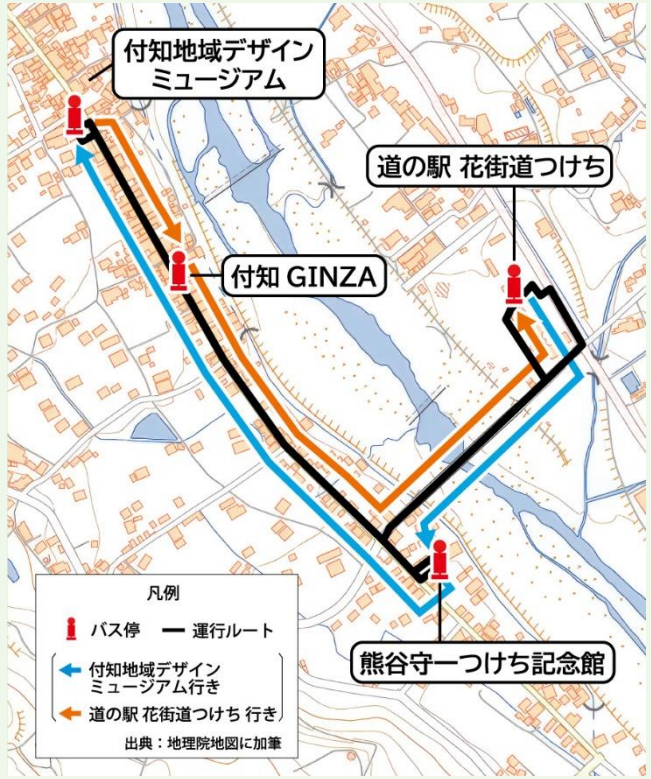 付知地域デザイン
ミュージアム
道の駅 花街道つけち
付知 GINZA
熊谷守一つけち記念館
凡例
バス停 運行ルート
付知地域デザイン
ミュージアム行き
道の駅 花街道つけち 行き
出典：地理院地図に加筆